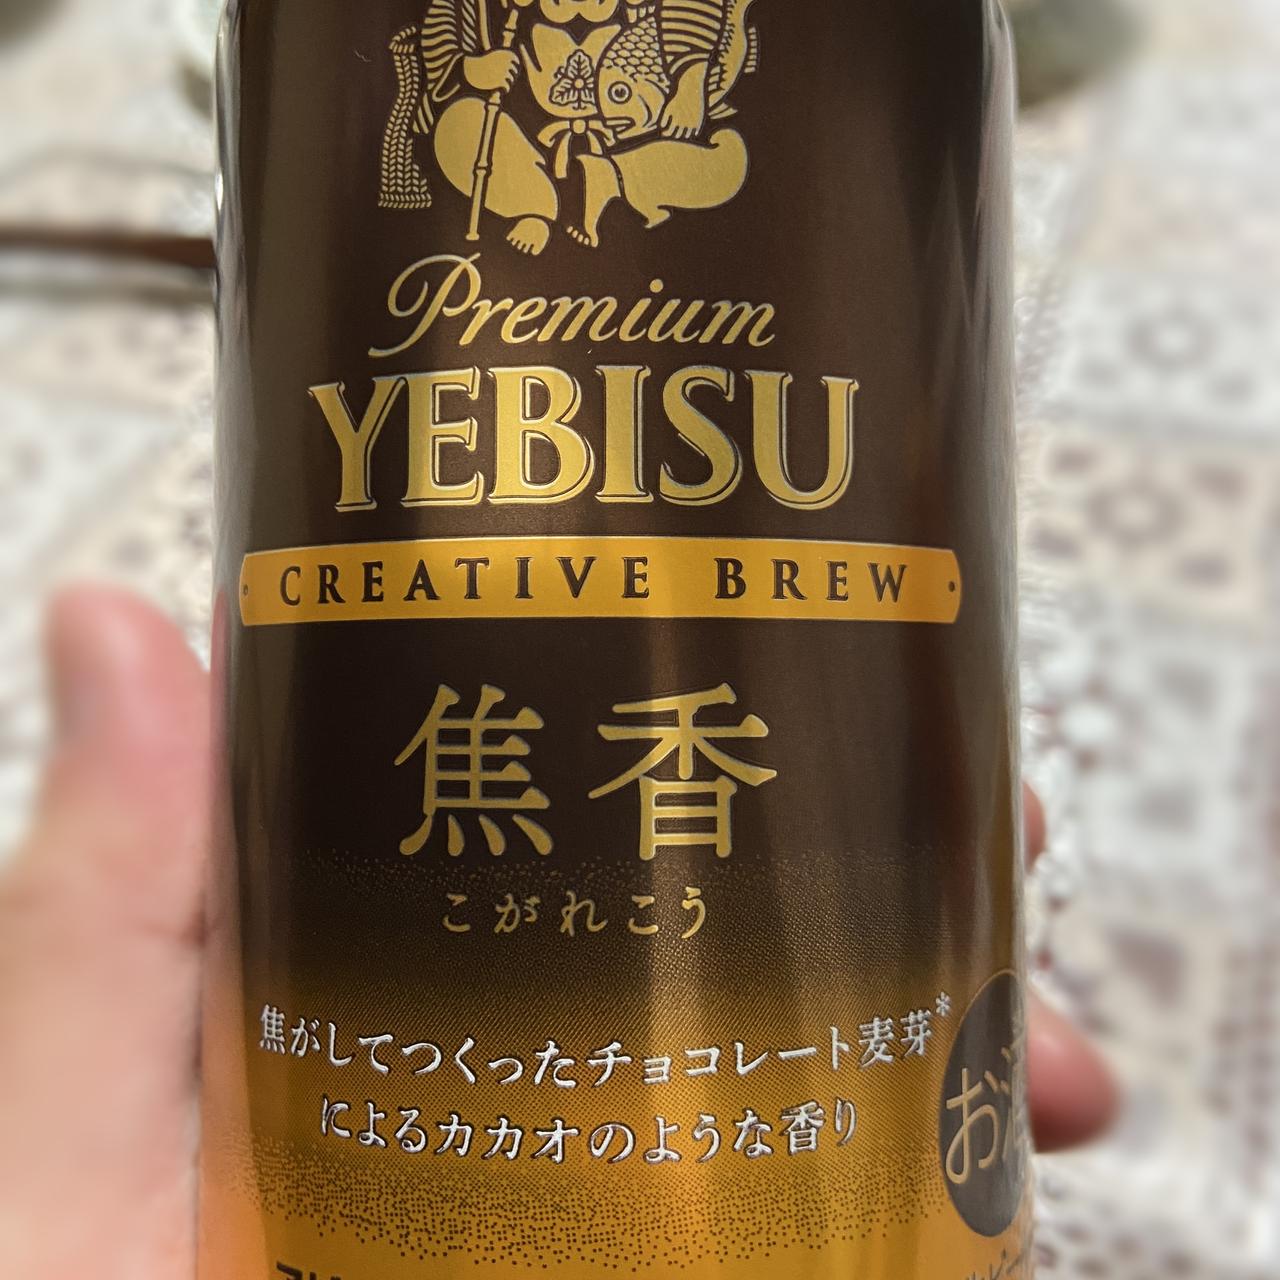 Premium
YEBISU
CREATIVE BREW
焦香
こがれこう
焦がしてつくったチョコレート麦芽*
によるカカオのような香り
お酒